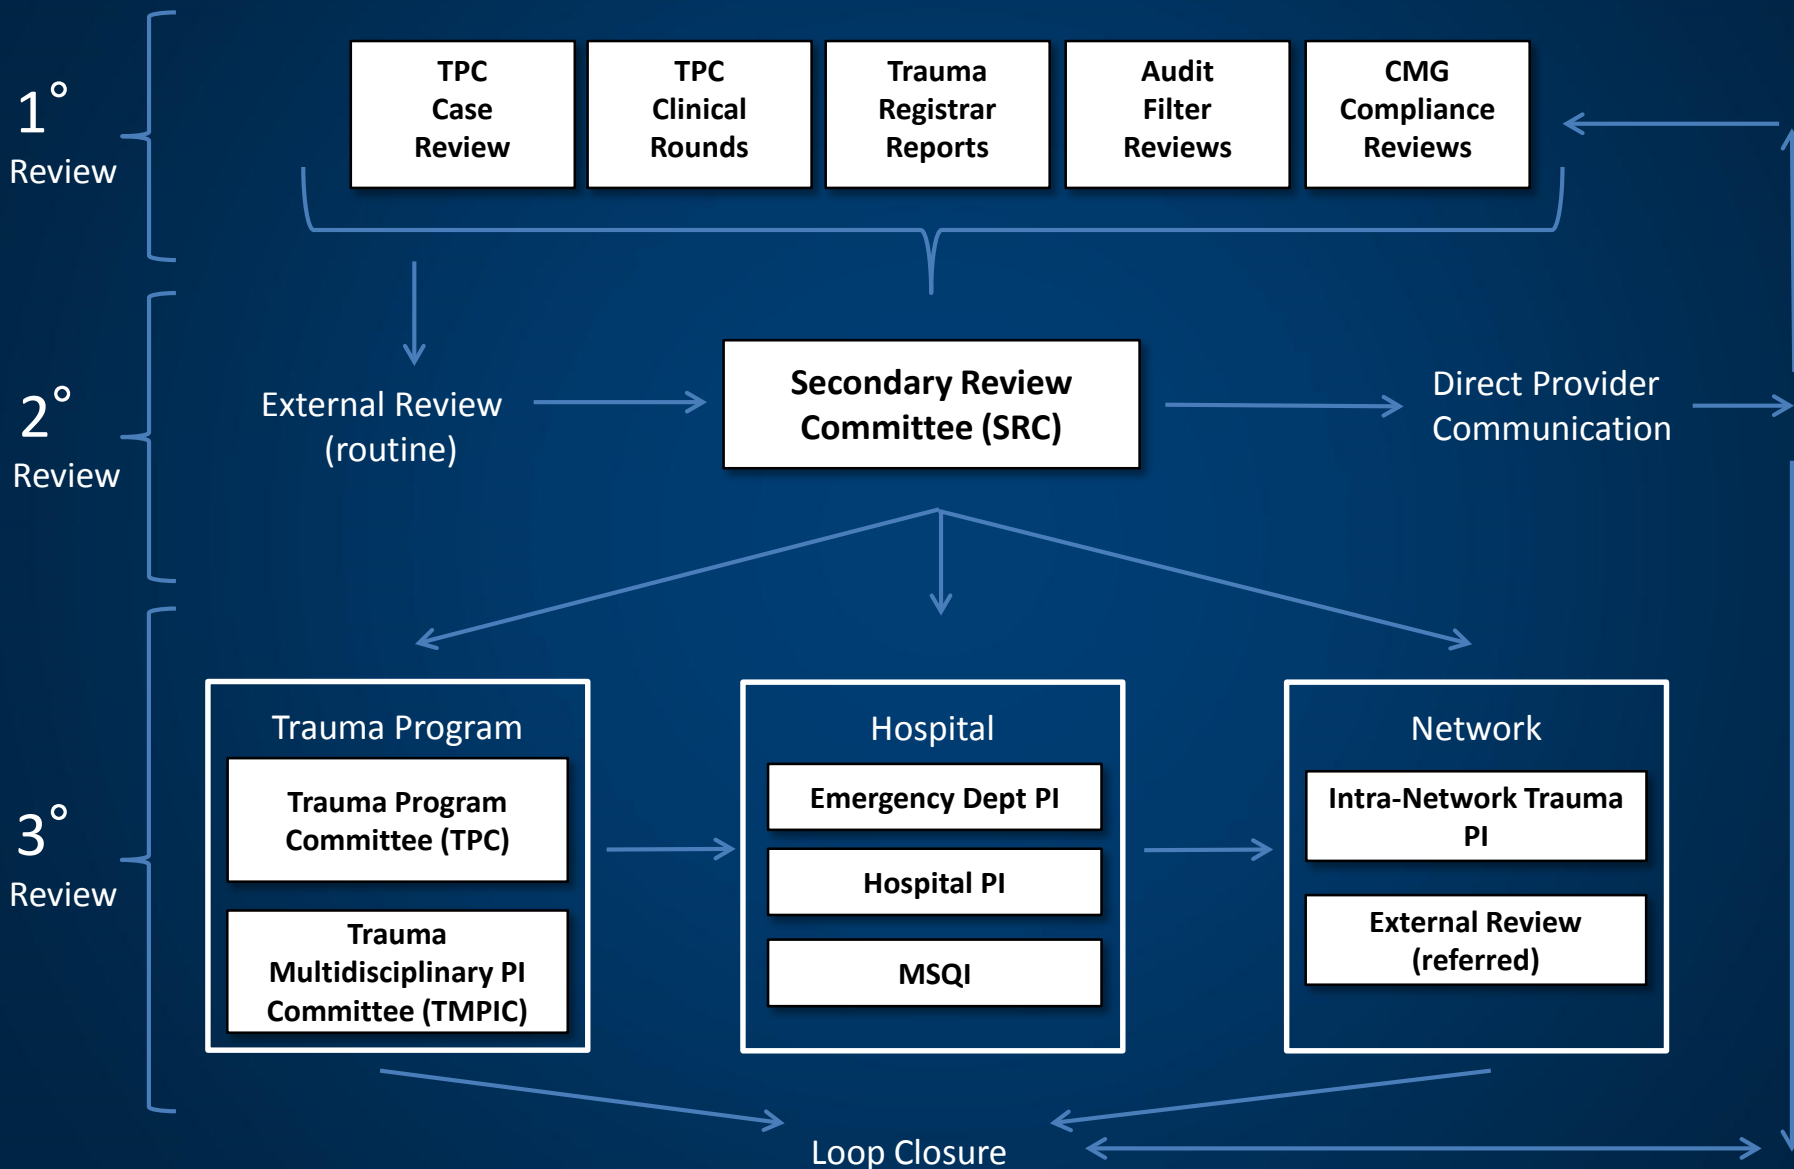 1°
Review
TPC
Case
Review
TPC
Clinical
Rounds
Trauma
Registrar
Reports
Audit
Filter
Reviews
CMG
Compliance
Reviews
2°
Review
External Review
(routine)
Secondary Review
Committee (SRC)
Direct Provider
Communication
3°
Review
Trauma Program
Trauma Program
Committee (TPC)
Trauma
Multidisciplinary PI
Committee (TMPIC)
Hospital
Emergency Dept PI
Hospital PI
MSQI
Network
Intra-Network Trauma
PI
External Review
(referred)
Loop Closure